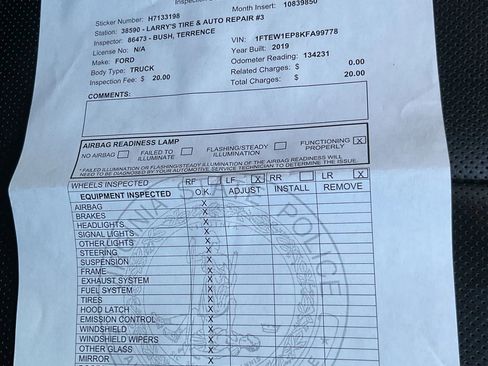 Month Insert: 10839850
Sticker Number: H7133198
Station: 38590 - LARRY'S TIRE & AUTO REPAIR #3
Inspector: 86473 - BUSH, TERRENCE
License No: N/A
VIN: 1FTEW1EP8KFA99778
Make: FORD
Year Built: 2019
Body Type: TRUCK
Odometer Reading: 134231
Inspection Fee: $ 20.00
Related Charges: $ 0.00
Total Charges: $ 20.00
COMMENTS:
AIRBAG READINESS LAMP
NO AIRBAG FAILED TO ILLUMINATE FLASHING/STEADY ILLUMINATION FUNCTIONING PROPERLY X
*FAILED ILLUMINATION OR FLASHING/STEADY ILLUMINATION OF THE AIRBAG READINESS WILL
NEED TO BE DIAGNOSED BY YOUR AUTOMOTIVE SERVICE TECHNICIAN TO DETERMINE THE ISSUE.
WHEELS INSPECTED RF LF X RR LR X
EQUIPMENT INSPECTED O.K. ADJUST INSTALL REMOVE
AIRBAG X
BRAKES X
HEADLIGHTS X
SIGNAL LIGHTS X
OTHER LIGHTS X
STEERING X
SUSPENSION X
FRAME X
EXHAUST SYSTEM X
FUEL SYSTEM X
TIRES X
HOOD LATCH X
EMISSION CONTROL X
WINDSHIELD X
WINDSHIELD WIPERS X
OTHER GLASS X
MIRROR X